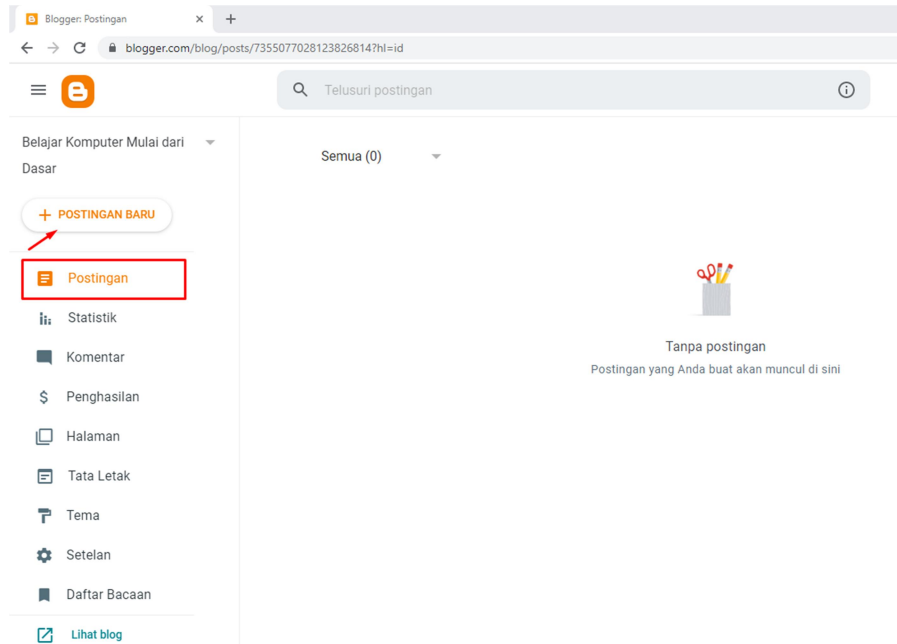 Blogger: Postingan
blogger.com/blog/posts/7355077028123826814?hl=id
Telusuri postingan
Belajar Komputer Mulai dari
Dasar
Semua (0)
POSTINGAN BARU
Postingan
Statistik
Komentar
Penghasilan
Halaman
Tata Letak
Tema
Setelan
Daftar Bacaan
Lihat blog
Tanpa postingan
Postingan yang Anda buat akan muncul di sini